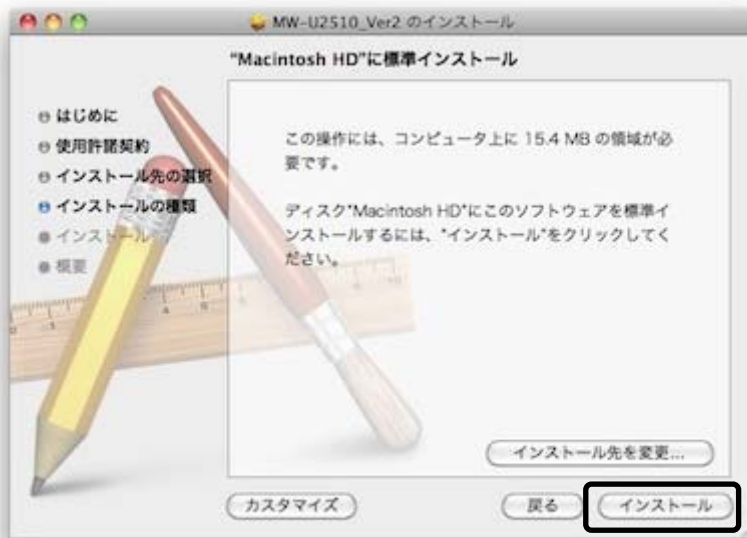 MW-U2510_Ver2 のインストール
“Macintosh HD”に標準インストール
はじめに
使用許諾契約
インストール先の選択
インストールの種類
インストール
概要
この操作には、コンピュータ上に 15.4 MB の領域が必
要です。
ディスク“Macintosh HD”にこのソフトウェアを標準イ
ンストールするには、“インストール”をクリックしてく
ださい。
インストール先を変更...
カスタマイズ
戻る
インストール